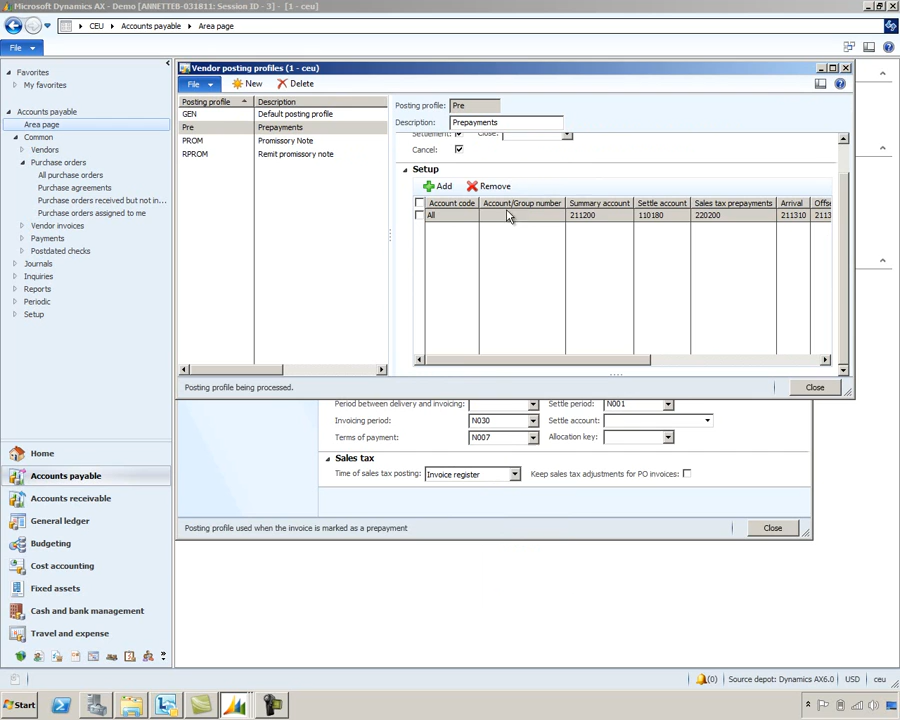 Microsoft Dynamics AX - Demo [ANNETTEB-031811: Session ID - 3] - [1 - ceu]
CEU
Accounts payable
Area page
File
Favorites
My favorites
Accounts payable
Area page
Common
Vendors
Purchase orders
All purchase orders
Purchase agreements
Purchase orders received but not in...
Purchase orders assigned to me
Vendor invoices
Payments
Postdated checks
Journals
Inquiries
Reports
Periodic
Setup
Home
Accounts payable
Accounts receivable
General ledger
Budgeting
Cost accounting
Fixed assets
Cash and bank management
Travel and expense
Vendor posting profiles (1 - ceu)
File
New
Delete
Posting profile
Description
GEN
Default posting profile
Pre
Prepayments
PROM
Promissory Note
RPROM
Remit promissory note
Posting profile:
Pre
Description:
Prepayments
Settlement:
Close:
Cancel:
Setup
Add
Remove
Account code
Account/Group number
Summary account
Settle account
Sales tax prepayments
Arrival
Offs
All
211200
110180
220200
211310
2113
Posting profile being processed.
Close
Period between delivery and invoicing:
Settle period:
N001
Invoicing period:
N030
Settle account:
Terms of payment:
N007
Allocation key:
Sales tax
Time of sales tax posting:
Invoice register
Keep sales tax adjustments for PO invoices:
Posting profile used when the invoice is marked as a prepayment
Close
(0)
Source depot: Dynamics AX6.0
USD
ceu
Start